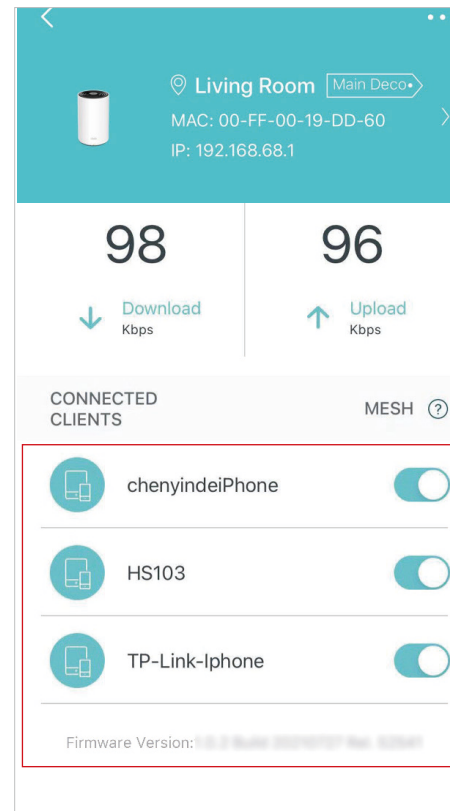 Living Room Main Deco
MAC: 00-FF-00-19-DD-60
IP: 192.168.68.1
98 96
Download Upload
Kbps Kbps
CONNECTED
CLIENTS
MESH ?
chenyindeiPhone
HS103
TP-Link-Iphone
Firmware Version: